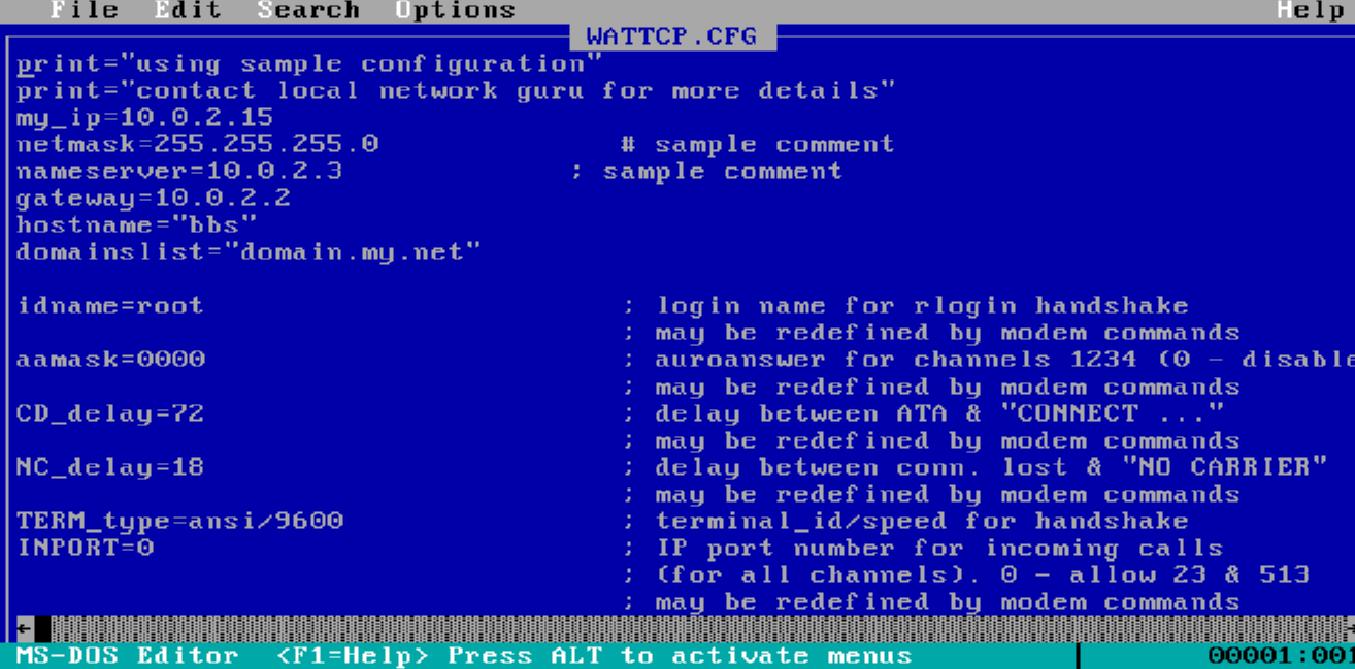 File Edit Search Options Help
WATTCP.CFG
print="using sample configuration"
print="contact local network guru for more details"
my_ip=10.0.2.15
netmask=255.255.255.0 # sample comment
nameserver=10.0.2.3 ; sample comment
gateway=10.0.2.2
hostname="bbs"
domainslist="domain.my.net"
idname=root ; login name for rlogin handshake
; may be redefined by modem commands
aamask=0000 ; auroanswer for channels 1234 (0 - disable
; may be redefined by modem commands
CD_delay=72 ; delay between ATA & "CONNECT ..."
; may be redefined by modem commands
NC_delay=18 ; delay between conn. lost & "NO CARRIER"
; may be redefined by modem commands
TERM_type=ansi/9600 ; terminal_id/speed for handshake
INPORT=0 ; IP port number for incoming calls
; (for all channels). 0 - allow 23 & 513
; may be redefined by modem commands
MS-DOS Editor <F1=Help> Press ALT to activate menus 00001:001